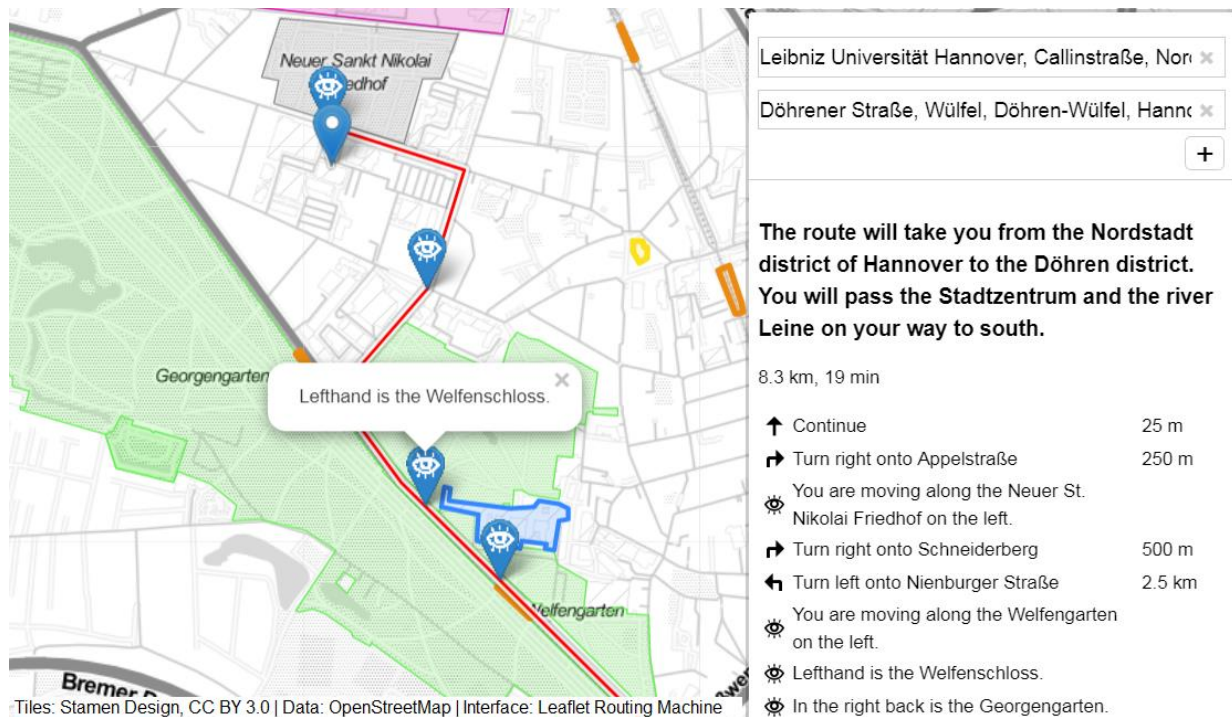 Neuer Sankt Nikolai
edhof
Georgengarten
Lefthand is the Welfenschloss. ×
Welfengarten
Bremer
Tiles: Stamen Design, CC BY 3.0 | Data: OpenStreetMap | Interface: Leaflet Routing Machine
Leibniz Universität Hannover, Callinstraße, Nor ×
Döhrener Straße, Wülfel, Döhren-Wülfel, Hann ×
+
The route will take you from the Nordstadt
district of Hannover to the Döhren district.
You will pass the Stadtzentrum and the river
Leine on your way to south.
8.3 km, 19 min
Continue 25 m
Turn right onto Appelstraße 250 m
You are moving along the Neuer St.
Nikolai Friedhof on the left.
Turn right onto Schneiderberg 500 m
Turn left onto Nienburger Straße 2.5 km
You are moving along the Welfengarten
on the left.
Lefthand is the Welfenschloss.
In the right back is the Georgengarten.